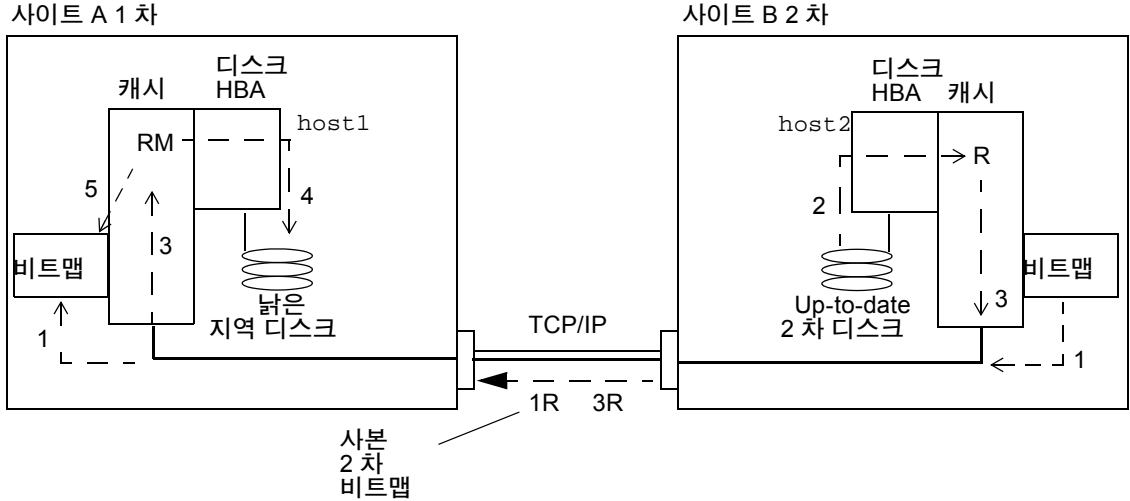 사이트 A 1 차
사이트 B 2 차
디스크
HBA
캐시
host1
RM
5
4
3
비트맵
1
낡은
지역 디스크
디스크
HBA
캐시
host2
R
2
비트맵
3
Up-to-date
2 차 디스크
1
TCP/IP
1R
3R
사본
2 차
비트맵